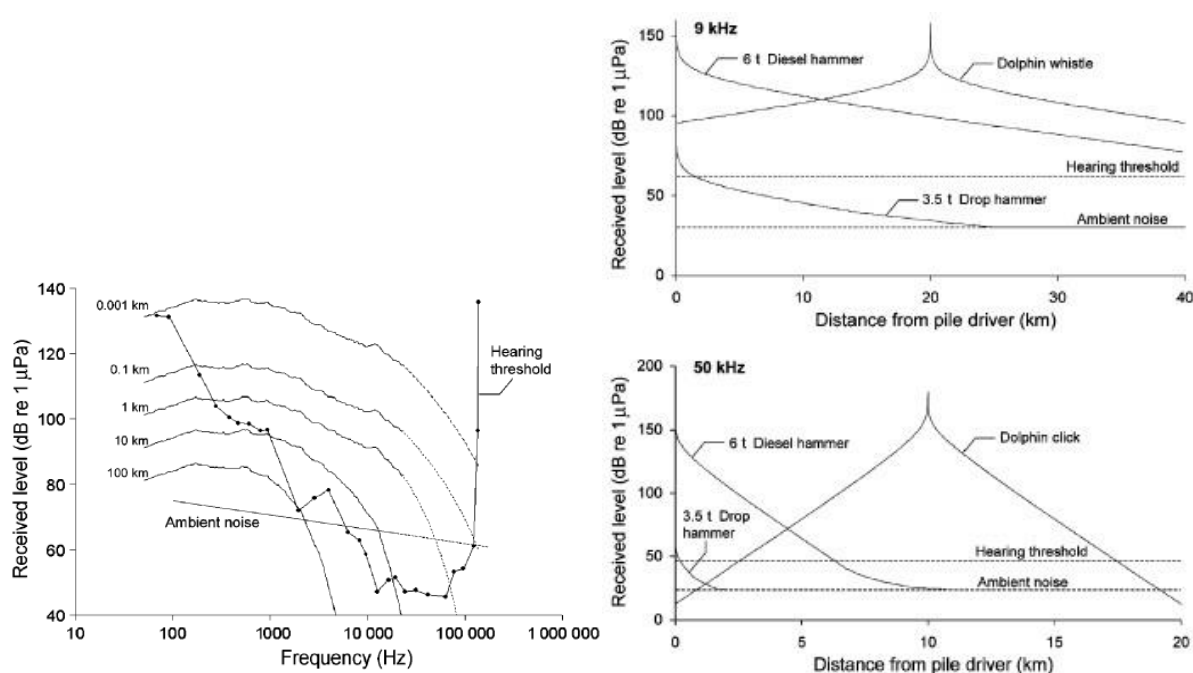 140
120
100
80
60
40
Received level (dB re 1 μPa)
0.001 km
0.1 km
1 km
10 km
100 km
Ambient noise
Hearing
threshold
10
100
1000
10 000
100 000
1 000 000
Frequency (Hz)
9 kHz
150
100
50
0
Received level (dB re 1 μPa)
6 t Diesel hammer
Dolphin whistle
Hearing threshold
3.5 t Drop hammer
Ambient noise
0
10
20
30
40
Distance from pile driver (km)
50 kHz
200
150
100
50
0
Received level (dB re 1 μPa)
6 t Diesel hammer
Dolphin click
3.5 t Drop
hammer
Hearing threshold
Ambient noise
0
5
10
15
20
Distance from pile driver (km)